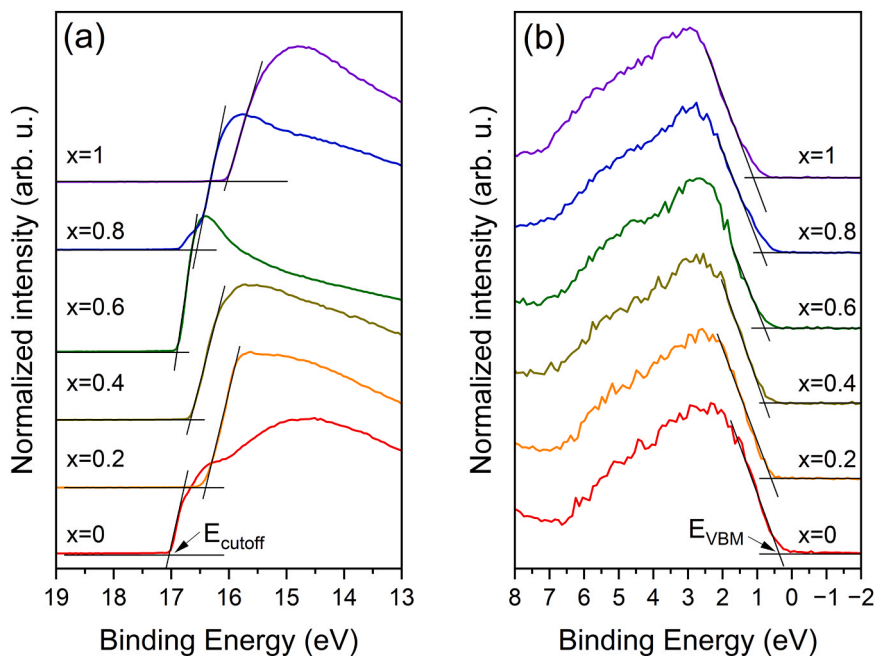 (a)
Normalized intensity (arb. u.)
x=1
x=0.8
x=0.6
x=0.4
x=0.2
x=0
E_cutoff
19 18 17 16 15 14 13
Binding Energy (eV)
(b)
Normalized intensity (arb. u.)
x=1
x=0.8
x=0.6
x=0.4
x=0.2
x=0
E_VBM
8 7 6 5 4 3 2 1 0 −1 −2
Binding Energy (eV)